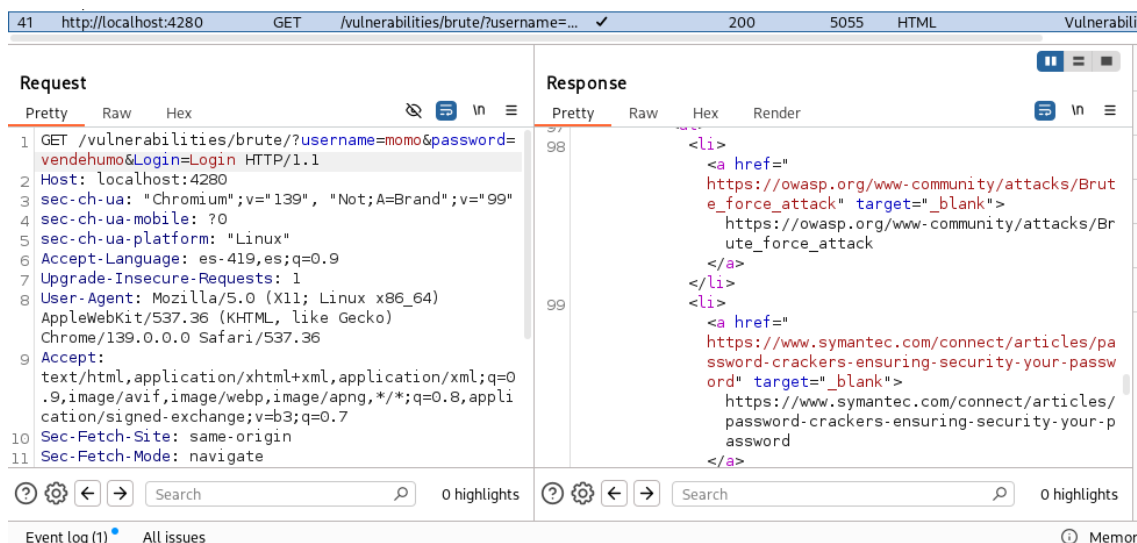 41 http://localhost:4280 GET /vulnerabilities/brute/?username=... ✓ 200 5055 HTML Vulnerabili
Request
Pretty Raw Hex \n
1 GET /vulnerabilities/brute/?username=momo&password=
vendehumo&Login=Login HTTP/1.1
2 Host: localhost:4280
3 sec-ch-ua: "Chromium";v="139", "Not;A=Brand";v="99"
4 sec-ch-ua-mobile: ?0
5 sec-ch-ua-platform: "Linux"
6 Accept-Language: es-419,es;q=0.9
7 Upgrade-Insecure-Requests: 1
8 User-Agent: Mozilla/5.0 (X11; Linux x86_64)
AppleWebKit/537.36 (KHTML, like Gecko)
Chrome/139.0.0.0 Safari/537.36
9 Accept:
text/html,application/xhtml+xml,application/xml;q=0
.9,image/avif,image/webp,image/apng,*/*;q=0.8,appli
cation/signed-exchange;v=b3;q=0.7
10 Sec-Fetch-Site: same-origin
11 Sec-Fetch-Mode: navigate
Search 0 highlights
Response
Pretty Raw Hex Render \n
97
98 <li>
<a href="
https://owasp.org/www-community/attacks/Brut
e_force_attack" target="_blank">
https://owasp.org/www-community/attacks/Br
ute_force_attack
</a>
</li>
99 <li>
<a href="
https://www.symantec.com/connect/articles/pa
ssword-crackers-ensuring-security-your-passw
ord" target="_blank">
https://www.symantec.com/connect/articles/
password-crackers-ensuring-security-your-p
assword
</a>
Search 0 highlights
Event log (1) All issues Memor